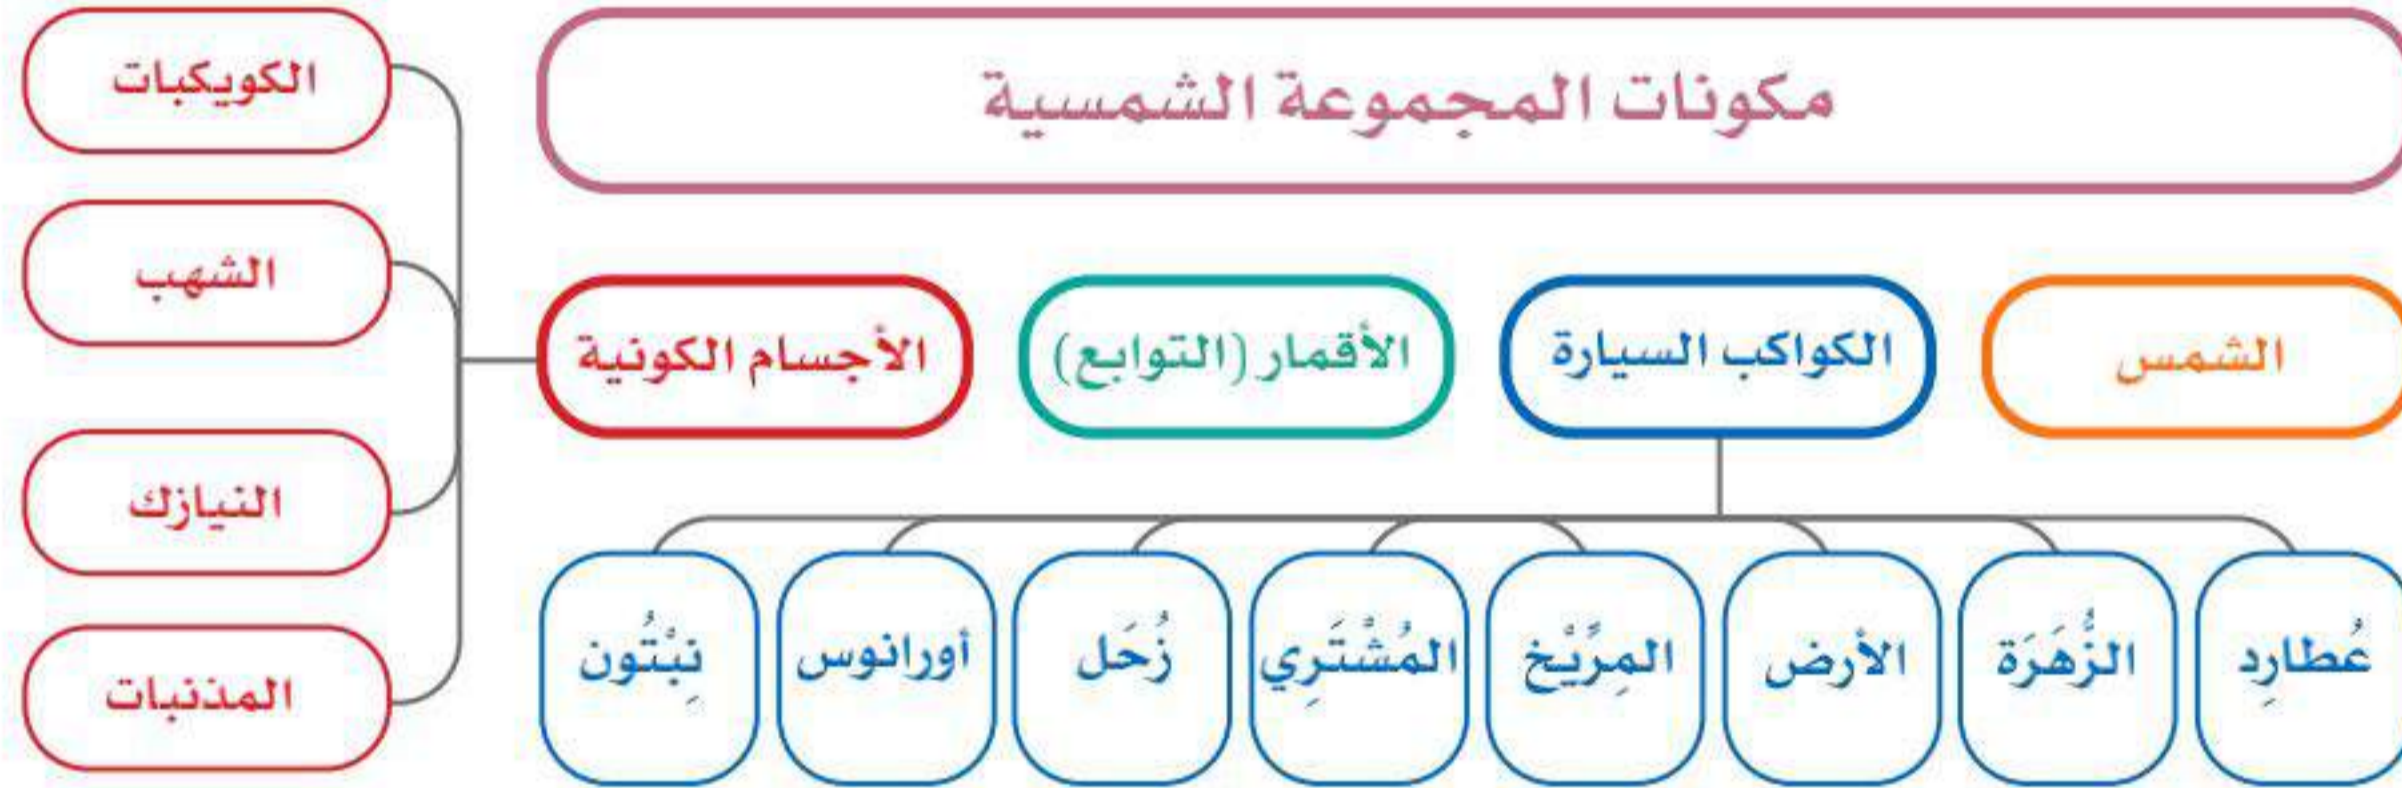 مكونات المجموعة الشمسية
الشمس
الكواكب السيارة
الأقمار (التوابع)
الأجسام الكونية
عُطارِد
الزُّهَرَة
الأرض
المِرِّيْخ
المُشْتَرِي
زُحَل
أورانوس
نِبْتُون
الكويكبات
الشهب
النيازك
المذنبات